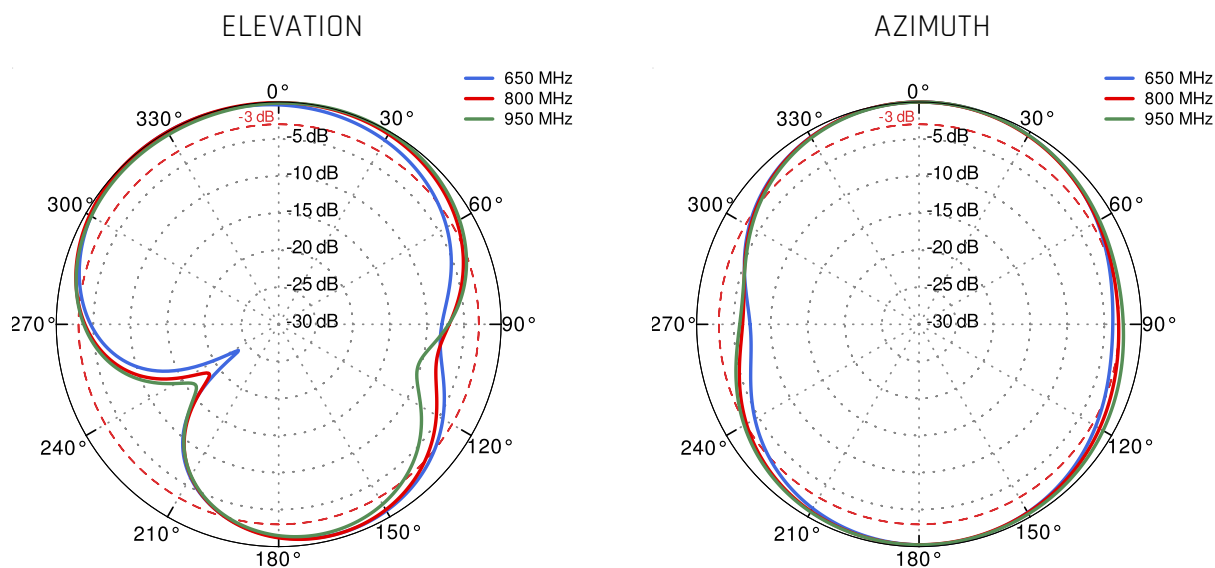 ELEVATION
650 MHz
800 MHz
950 MHz
0°
30°
60°
90°
120°
150°
180°
210°
240°
270°
300°
330°
-3 dB
-5 dB
-10 dB
-15 dB
-20 dB
-25 dB
-30 dB
AZIMUTH
650 MHz
800 MHz
950 MHz
0°
30°
60°
90°
120°
150°
180°
210°
240°
270°
300°
330°
-3 dB
-5 dB
-10 dB
-15 dB
-20 dB
-25 dB
-30 dB